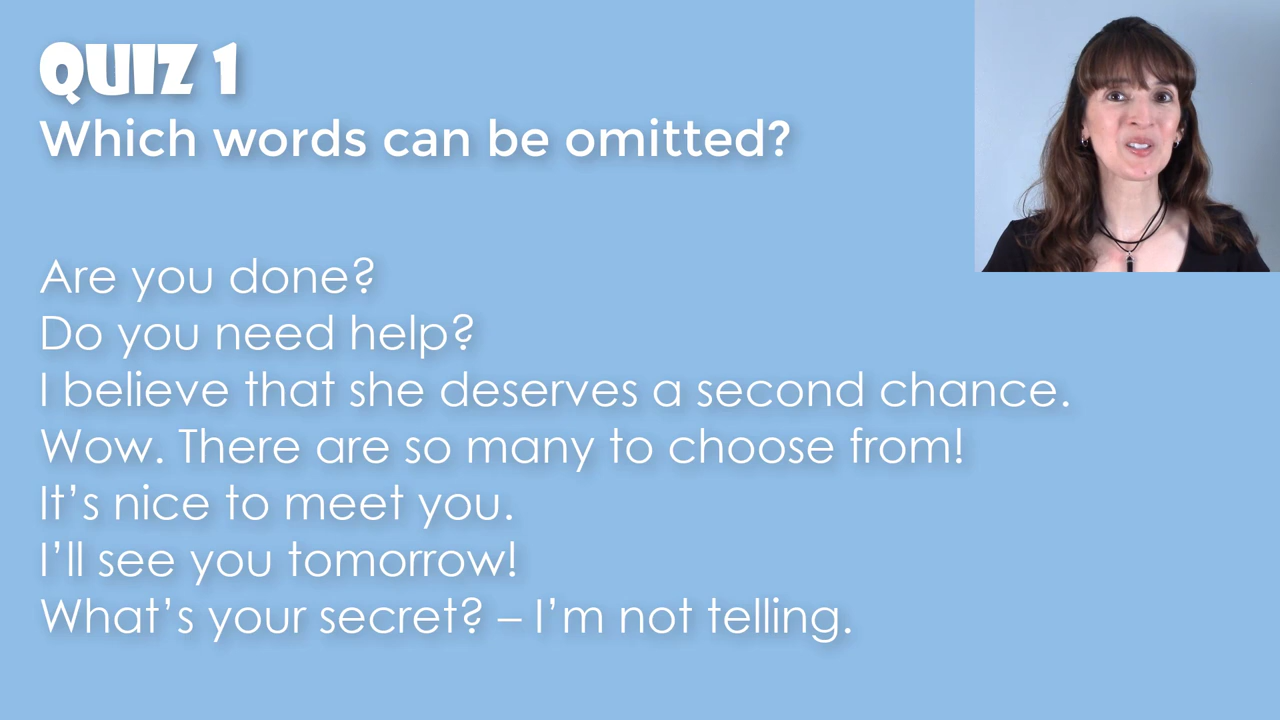 QUIZ 1
Which words can be omitted?
Are you done?
Do you need help?
I believe that she deserves a second chance.
Wow. There are so many to choose from!
It’s nice to meet you.
I’ll see you tomorrow!
What’s your secret? – I’m not telling.